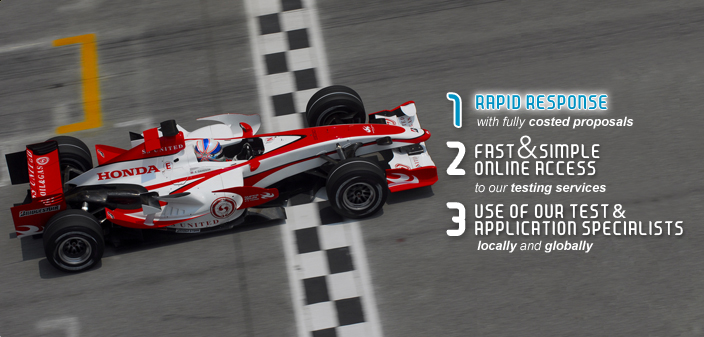 1 RAPID RESPONSE
with fully costed proposals
2 FAST & SIMPLE
ONLINE ACCESS
to our testing services
3 USE OF OUR TEST &
APPLICATION SPECIALISTS
locally and globally
HONDA
UNITED